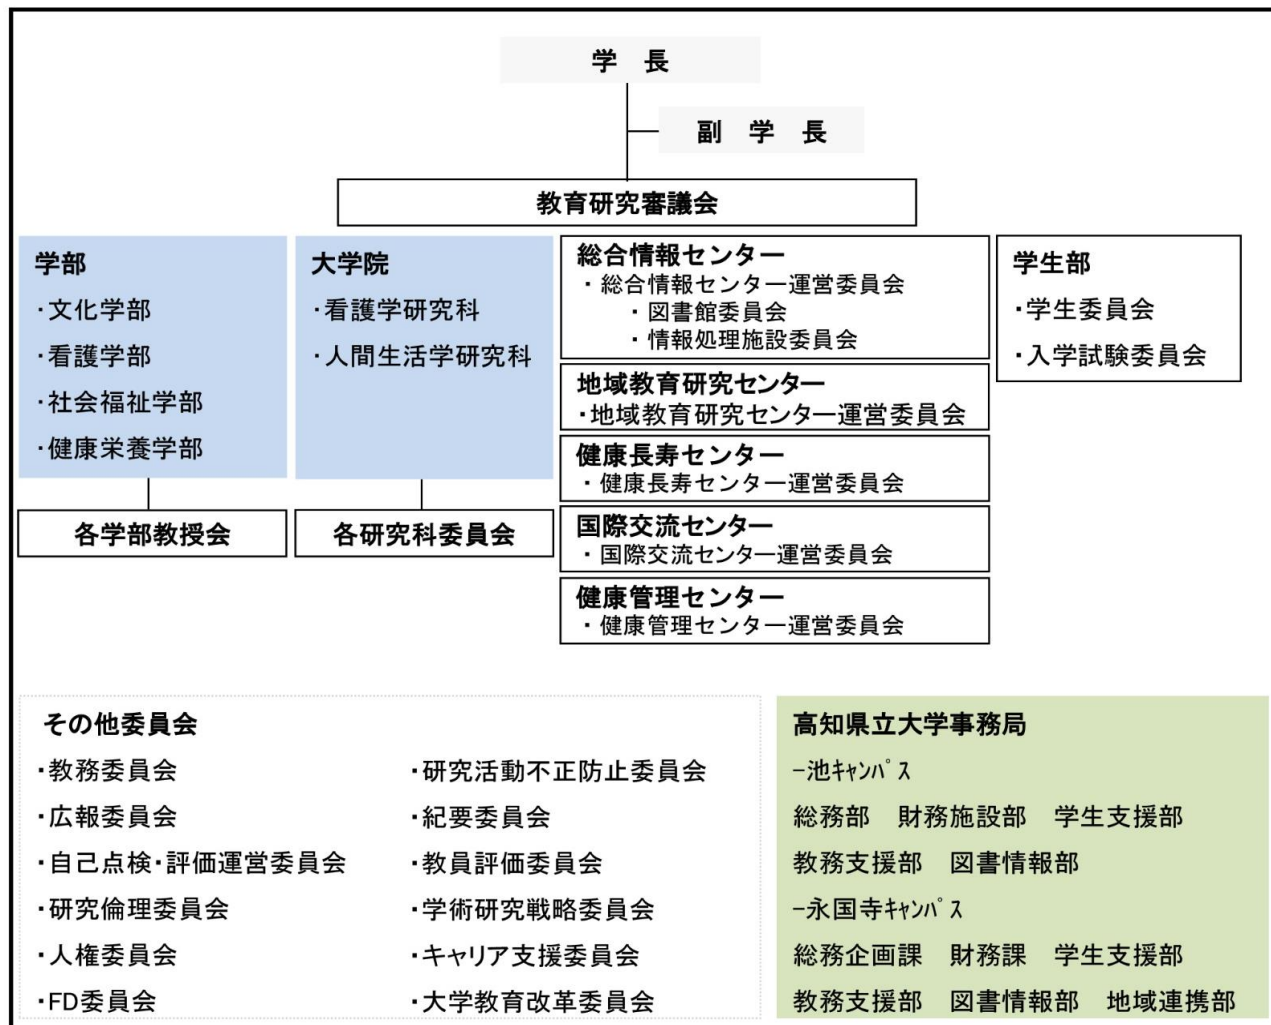 学 長
副 学 長
教育研究審議会
学部
・文化学部
・看護学部
・社会福祉学部
・健康栄養学部
各学部教授会
大学院
・看護学研究科
・人間生活学研究科
各研究科委員会
総合情報センター
・総合情報センター運営委員会
・図書館委員会
・情報処理施設委員会
地域教育研究センター
・地域教育研究センター運営委員会
健康長寿センター
・健康長寿センター運営委員会
国際交流センター
・国際交流センター運営委員会
健康管理センター
・健康管理センター運営委員会
学生部
・学生委員会
・入学試験委員会
その他委員会
・教務委員会
・広報委員会
・自己点検・評価運営委員会
・研究倫理委員会
・人権委員会
・FD委員会
・研究活動不正防止委員会
・紀要委員会
・教員評価委員会
・学術研究戦略委員会
・キャリア支援委員会
・大学教育改革委員会
高知県立大学事務局
−池ｷｬﾝﾊﾟｽ
総務部 財務施設部 学生支援部
教務支援部 図書情報部
−永国寺ｷｬﾝﾊﾟｽ
総務企画課 財務課 学生支援部
教務支援部 図書情報部 地域連携部